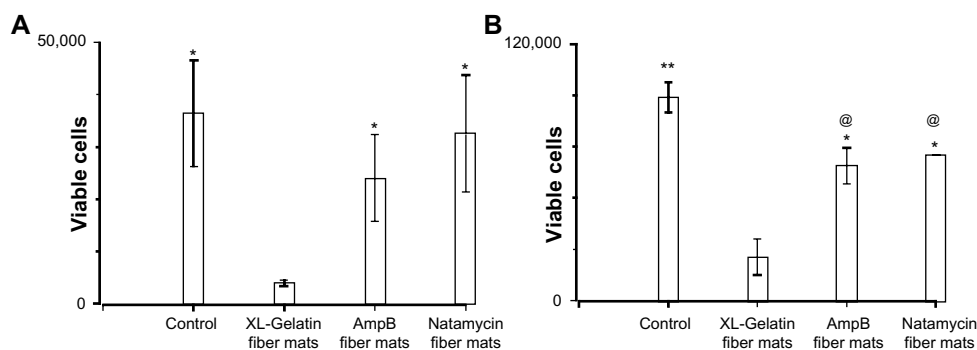 A
50,000
Viable cells
0
*
*
*
Control
XL-Gelatin
fiber mats
AmpB
fiber mats
Natamycin
fiber mats
B
120,000
Viable cells
0
**
@
*
@
*
Control
XL-Gelatin
fiber mats
AmpB
fiber mats
Natamycin
fiber mats